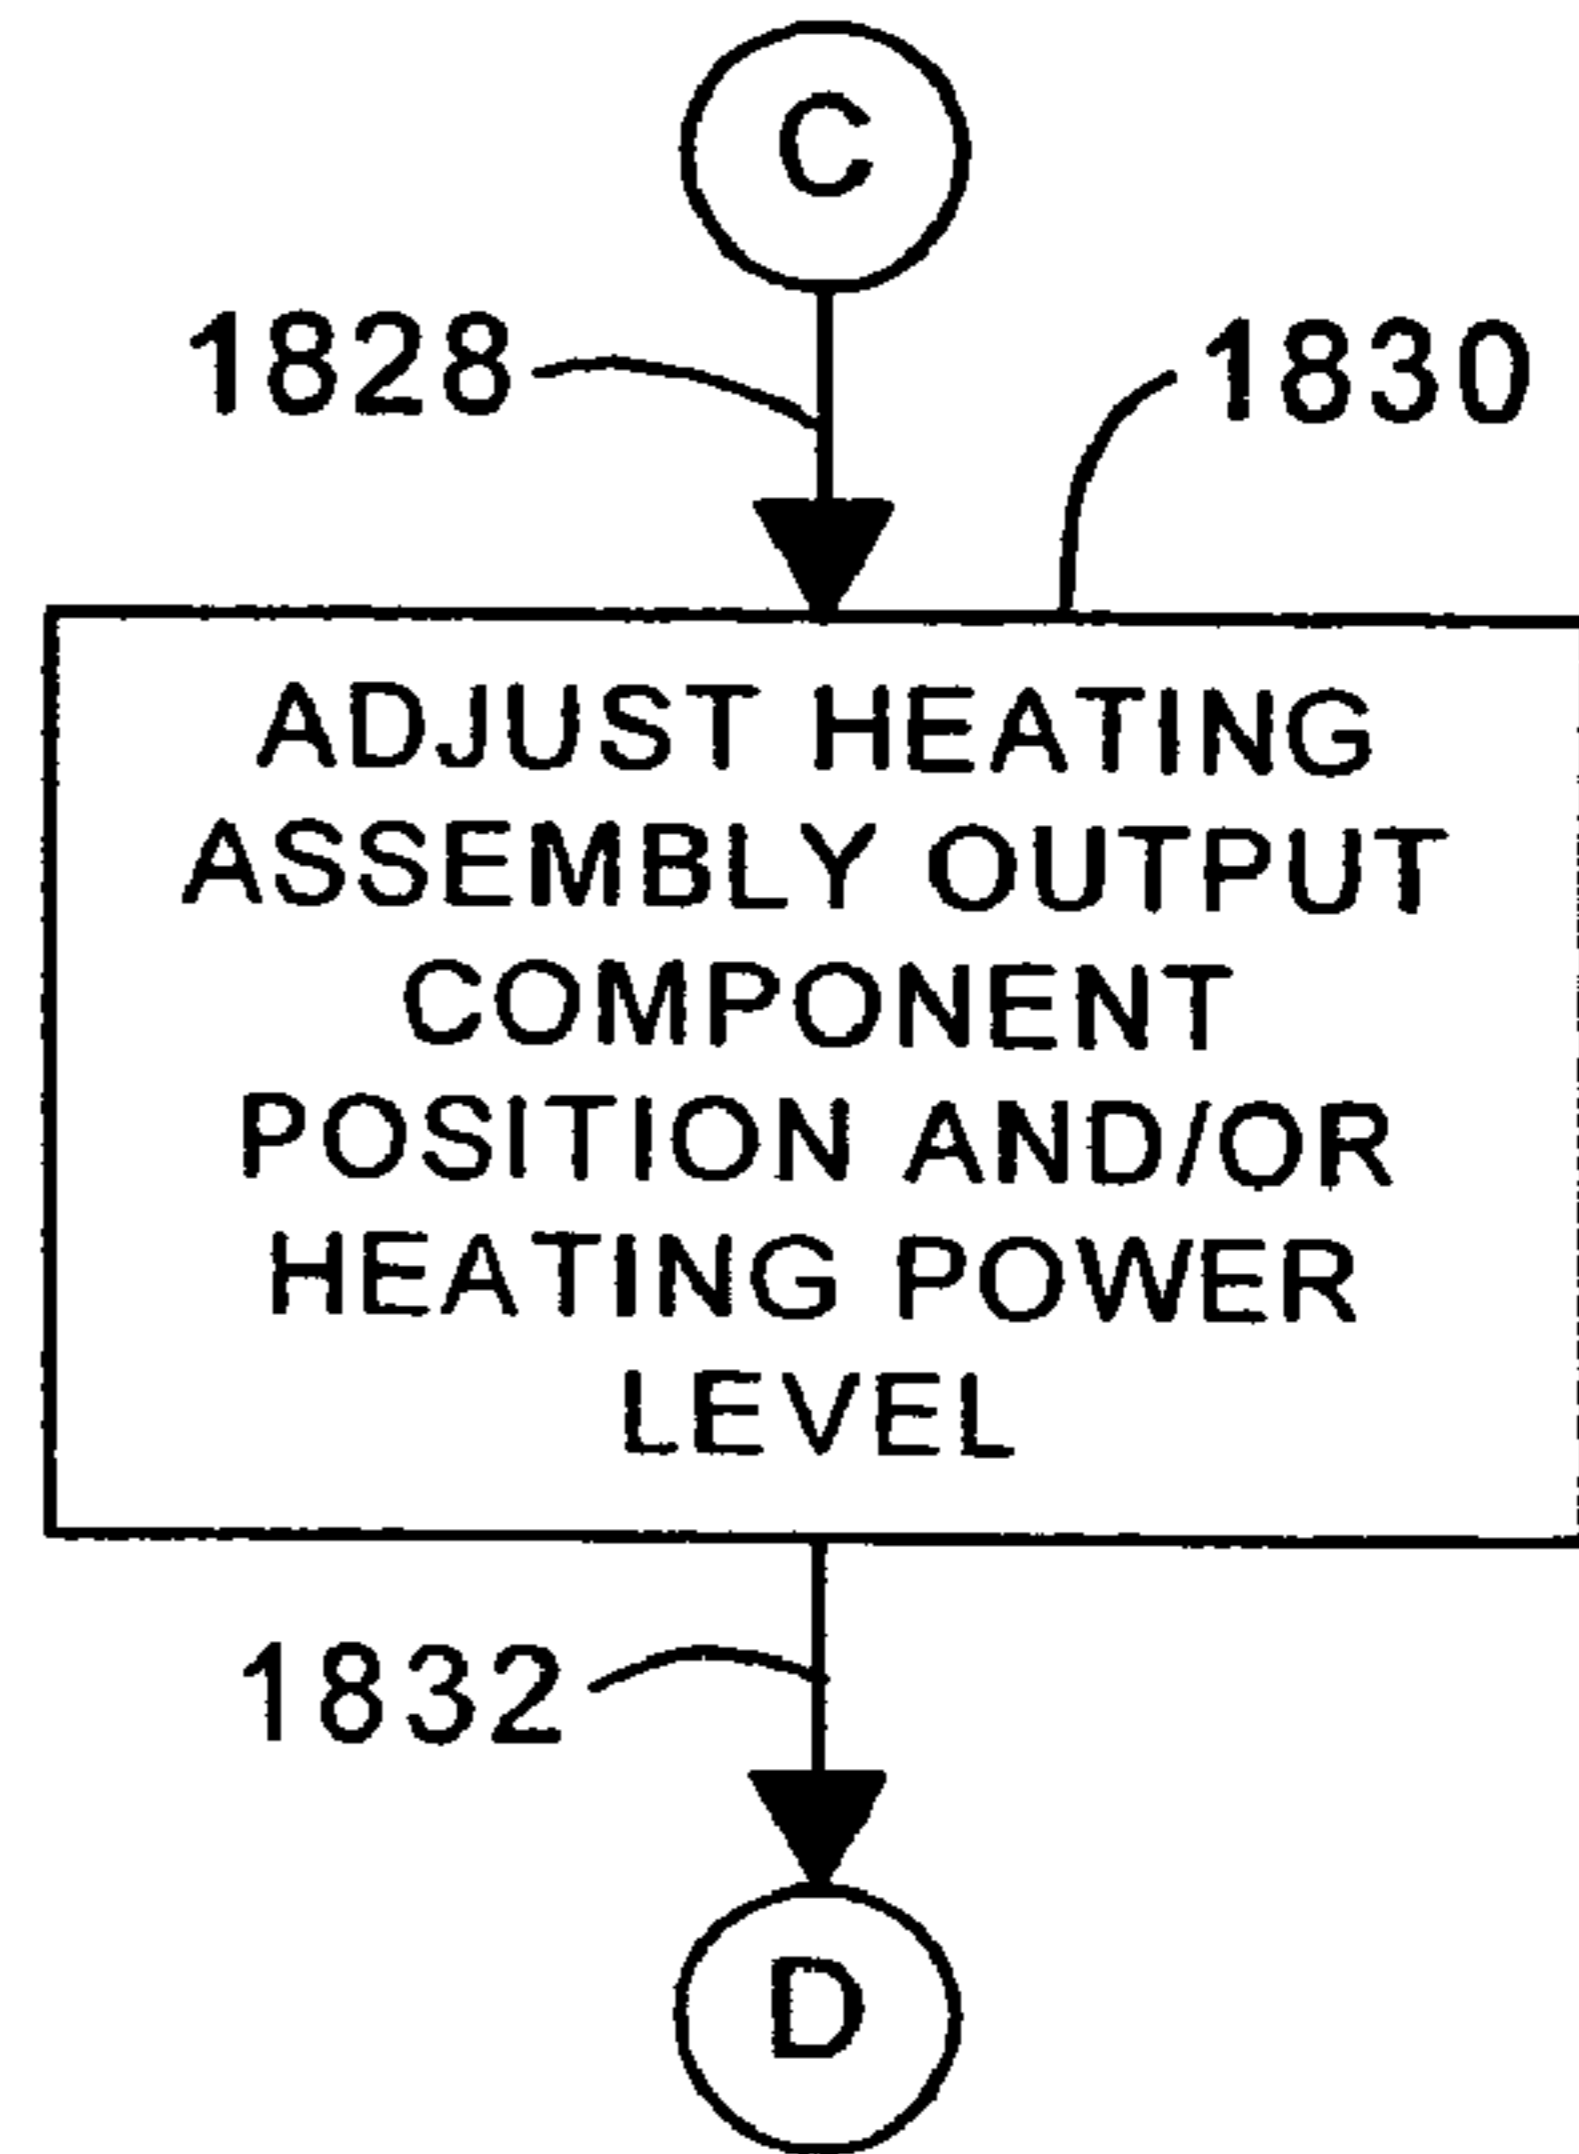 C
1828
1830
ADJUST HEATING
ASSEMBLY OUTPUT
COMPONENT
POSITION AND/OR
HEATING POWER
LEVEL
1832
D